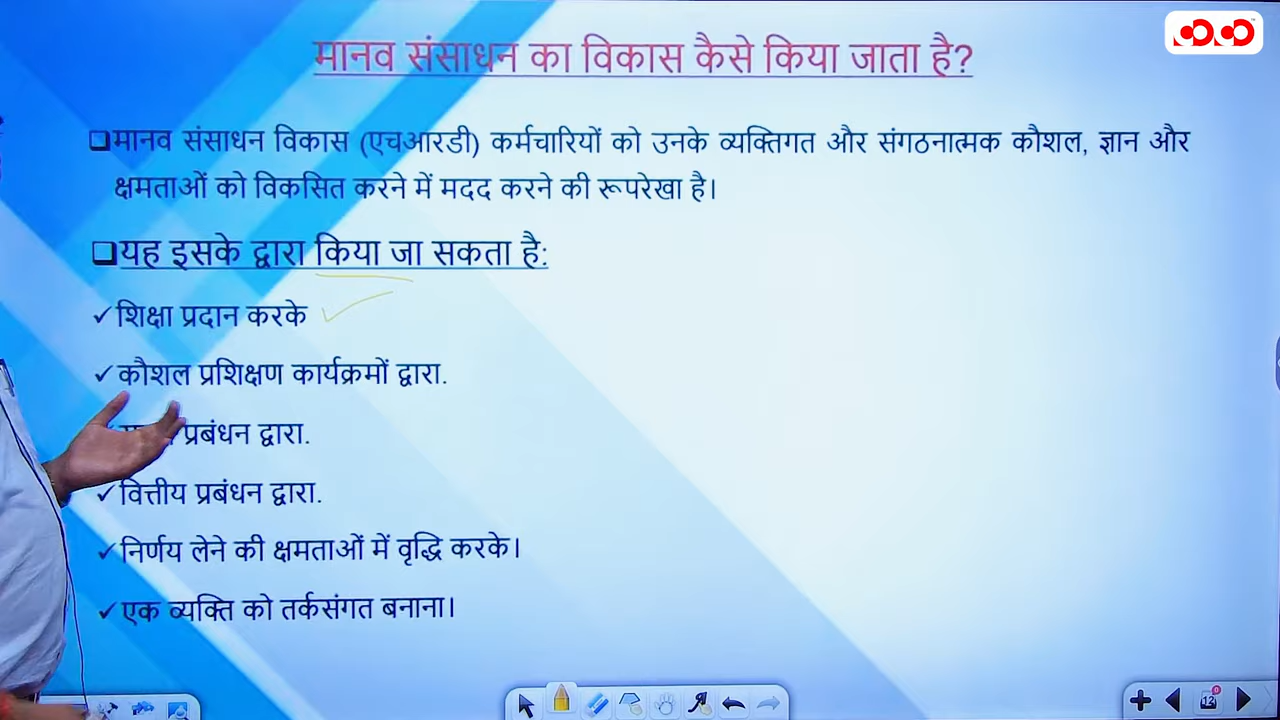 मानव संसाधन का विकास कैसे किया जाता है?
❑मानव संसाधन विकास (एचआरडी) कर्मचारियों को उनके व्यक्तिगत और संगठनात्मक कौशल, ज्ञान और
क्षमताओं को विकसित करने में मदद करने की रूपरेखा है।
❑यह इसके द्वारा किया जा सकता है:
✓शिक्षा प्रदान करके
✓कौशल प्रशिक्षण कार्यक्रमों द्वारा.
प्रबंधन द्वारा.
✓वित्तीय प्रबंधन द्वारा.
✓निर्णय लेने की क्षमताओं में वृद्धि करके।
✓एक व्यक्ति को तर्कसंगत बनाना।
12